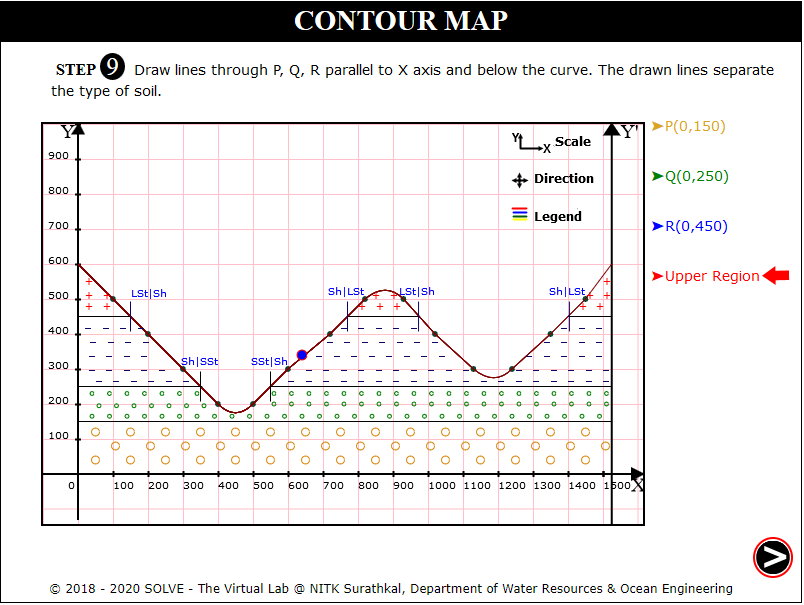 CONTOUR MAP
STEP 9 Draw lines through P, Q, R parallel to X axis and below the curve. The drawn lines separate
the type of soil.
Y
Y'
Y
X
Scale
Direction
Legend
➤P(0,150)
➤Q(0,250)
➤R(0,450)
➤Upper Region
900
800
700
600
500
400
300
200
100
LSt|Sh
Sh|SSt
SSt|Sh
Sh|LSt
LSt|Sh
Sh|LSt
0 100 200 300 400 500 600 700 800 900 1000 1100 1200 1300 1400 1500
X
© 2018 - 2020 SOLVE - The Virtual Lab @ NITK Surathkal, Department of Water Resources & Ocean Engineering